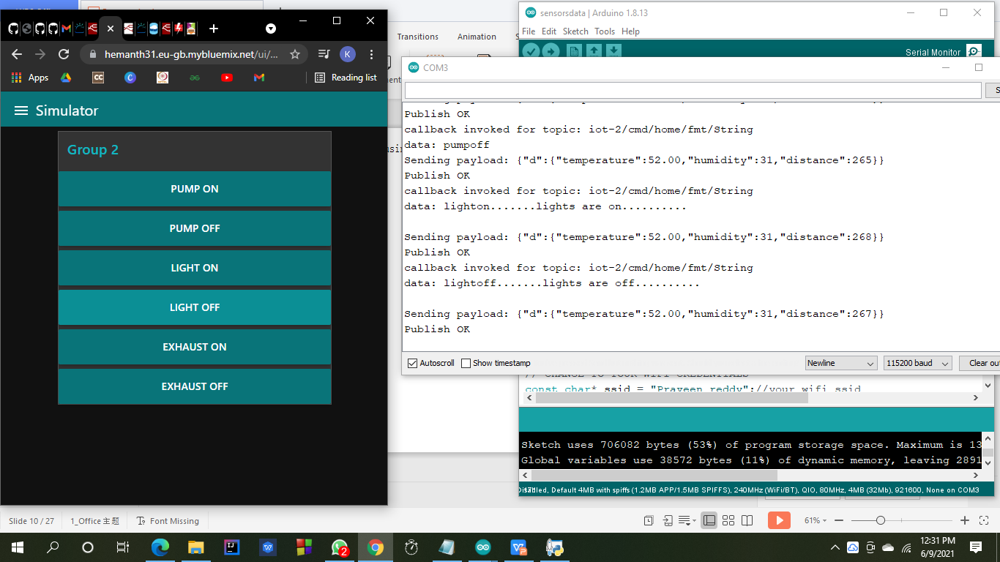 hemanth31.eu-gb.mybluemix.net/ui/...
K
Apps
CC
Reading list
Simulator
Group 2
PUMP ON
PUMP OFF
LIGHT ON
LIGHT OFF
EXHAUST ON
EXHAUST OFF
Transitions
Animation
sensorsdata | Arduino 1.8.13
File Edit Sketch Tools Help
Serial Monitor
COM3
Publish OK
callback invoked for topic: iot-2/cmd/home/fmt/String
data: pumpoff
Sending payload: {"d":{"temperature":52.00,"humidity":31,"distance":265}}
Publish OK
callback invoked for topic: iot-2/cmd/home/fmt/String
data: lighton.......lights are on..........
Sending payload: {"d":{"temperature":52.00,"humidity":31,"distance":268}}
Publish OK
callback invoked for topic: iot-2/cmd/home/fmt/String
data: lightoff.......lights are off..........
Sending payload: {"d":{"temperature":52.00,"humidity":31,"distance":267}}
Publish OK
Autoscroll Show timestamp Newline 115200 baud Clear ou
const char* ssid = "Praveen reddy";//your wifi ssid
Sketch uses 706082 bytes (53%) of program storage space. Maximum is 13
Global variables use 38572 bytes (11%) of dynamic memory, leaving 2891
Default 4MB with spiffs (1.2MB APP/1.5MB SPIFFS), 240MHz (WiFi/BT), QIO, 80MHz, 4MB (32Mb), 921600, None on COM3
Slide 10 / 27 1_Office 主题 Font Missing 61%
2
12:31 PM
6/9/2021